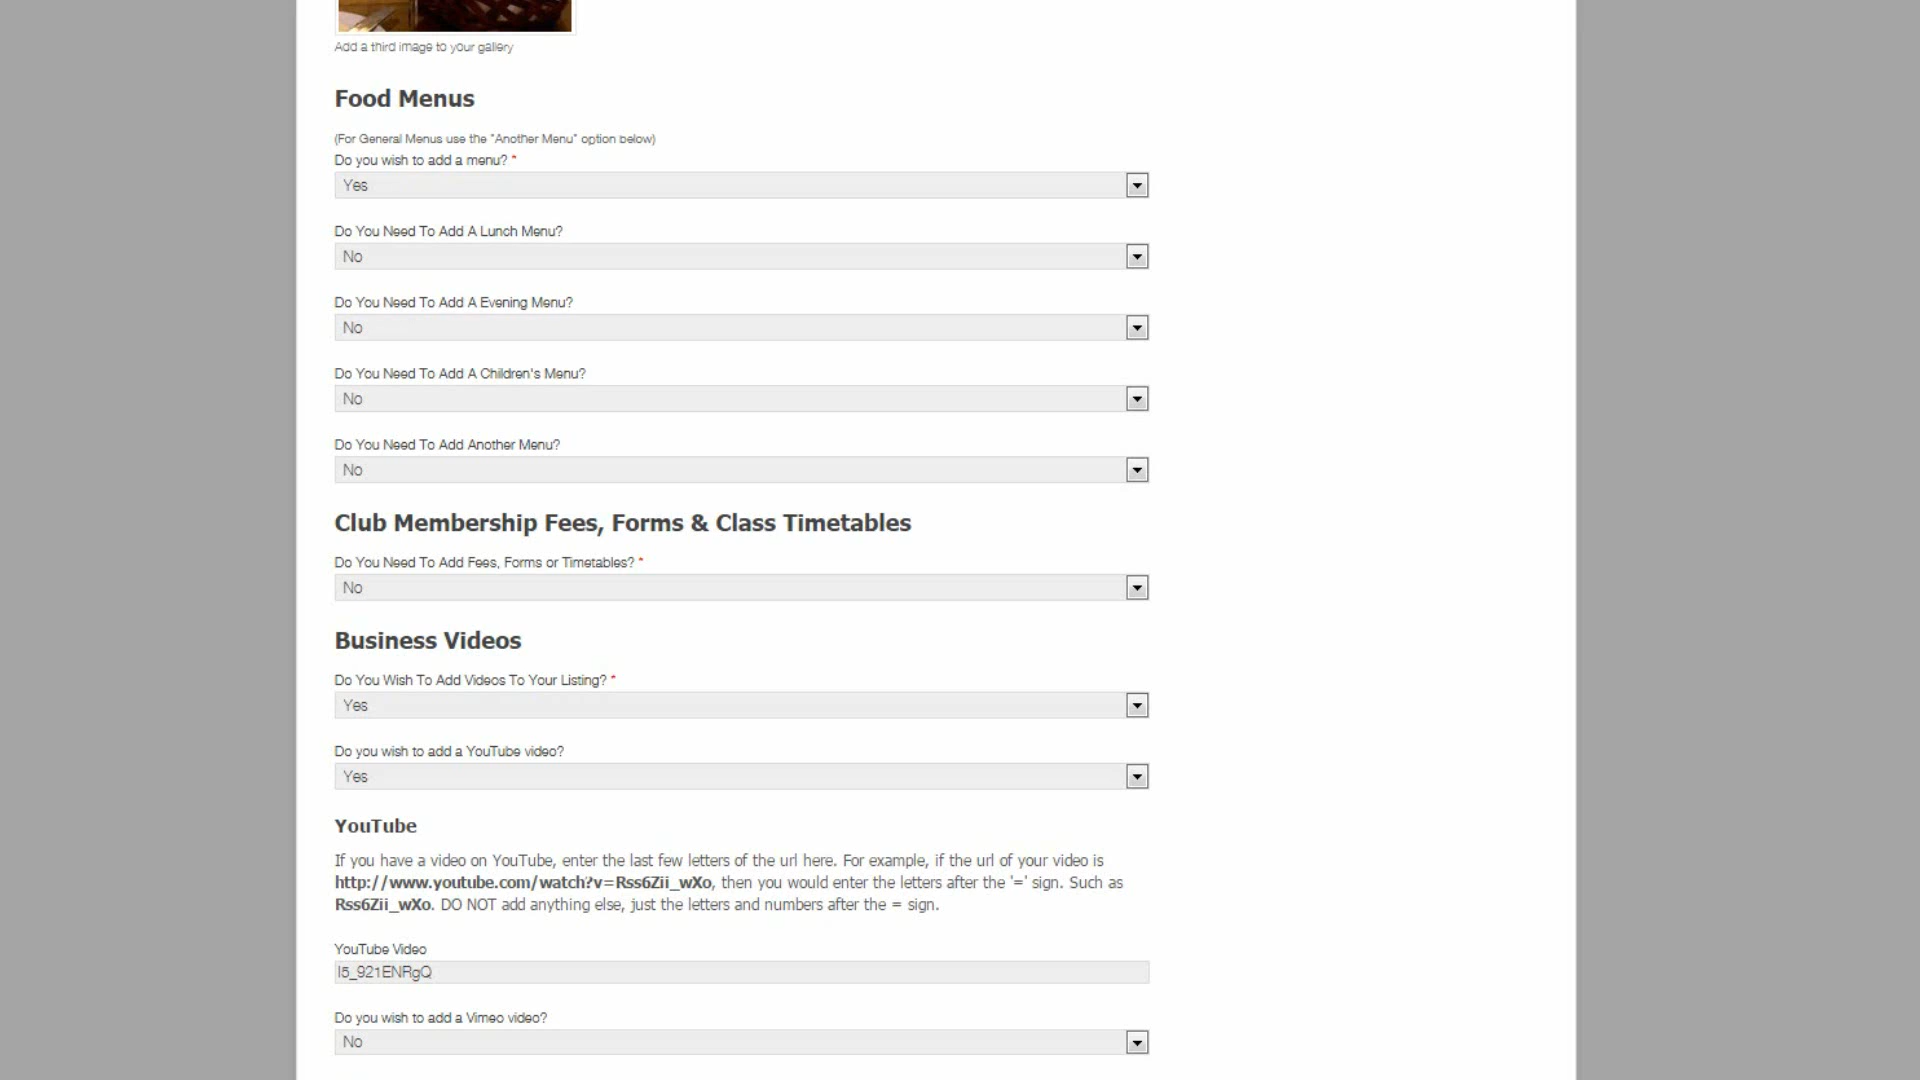 Add a third image to your gallery
Food Menus
(For General Menus use the "Another Menu" option below)
Do you wish to add a menu? *
Yes
Do You Need To Add A Lunch Menu?
No
Do You Need To Add A Evening Menu?
No
Do You Need To Add A Children's Menu?
No
Do You Need To Add Another Menu?
No
Club Membership Fees, Forms & Class Timetables
Do You Need To Add Fees, Forms or Timetables? *
No
Business Videos
Do You Wish To Add Videos To Your Listing? *
Yes
Do you wish to add a YouTube video?
Yes
YouTube
If you have a video on YouTube, enter the last few letters of the url here. For example, if the url of your video is
http://www.youtube.com/watch?v=Rss6Zii_wXo, then you would enter the letters after the '=' sign. Such as
Rss6Zii_wXo. DO NOT add anything else, just the letters and numbers after the = sign.
YouTube Video
I5_921ENRgQ
Do you wish to add a Vimeo video?
No